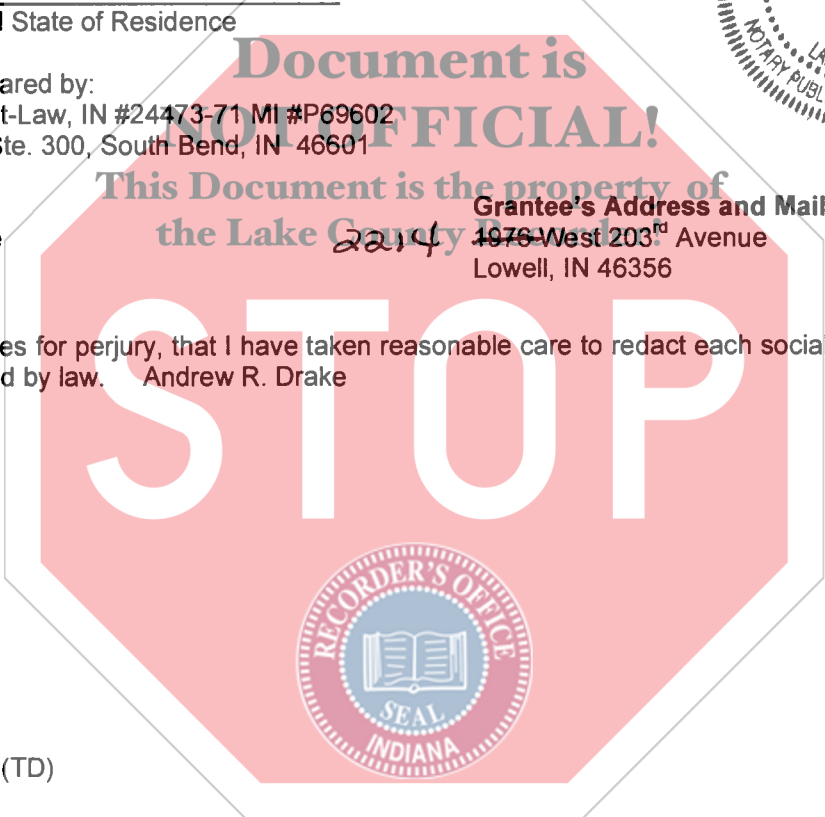 State of Residence
ared by:
t-Law, IN #24473-71 MI #P69602
te. 300, South Bend, IN 46601
Document is
NOT OFFICIAL!
This Document is the property of
the Lake County Recorder!
Grantee's Address and Mail
2214 1976 West 203rd Avenue
Lowell, IN 46356
es for perjury, that I have taken reasonable care to redact each social
d by law. Andrew R. Drake
STOP
RECORDER'S OFFICE
SEAL
INDIANA
NOTARY PUBL
(TD)